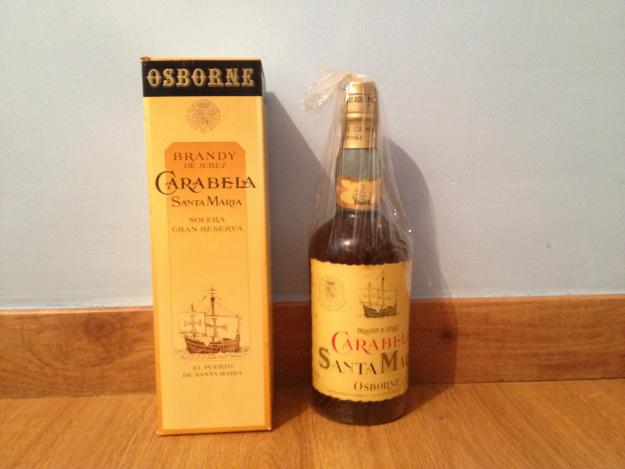 OSBORNE
BRANDY
DE JEREZ
CARABELA
SANTA MARIA
SOLERA
GRAN RESERVA
EL PUERTO
DE SANTA MARIA
BRANDY DE JEREZ
CARABELA
SANTA MAR
OSBORNE